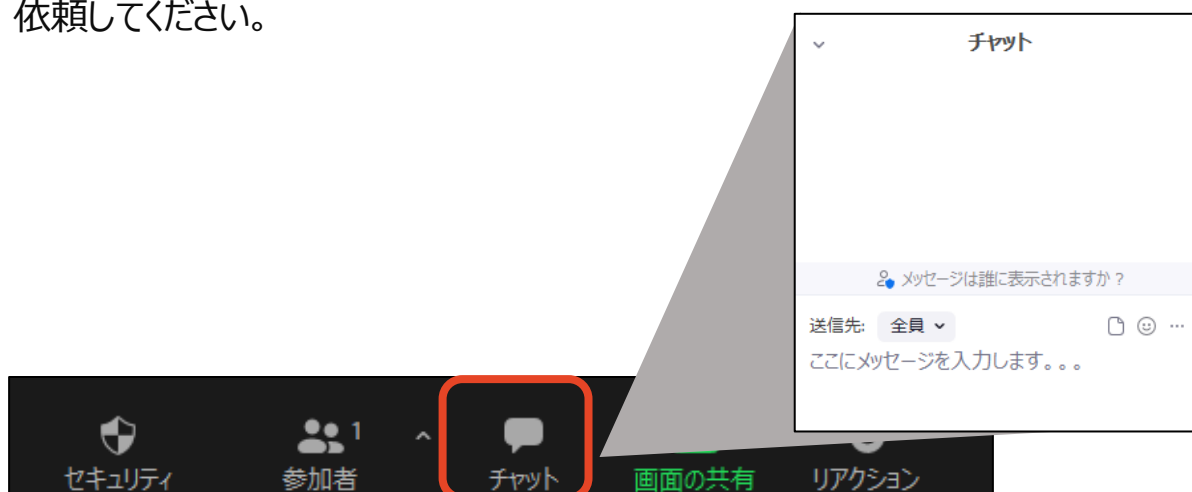 依頼してください。
チャット
メッセージは誰に表示されますか？
送信先: 全員
ここにメッセージを入力します。。。
セキュリティ
参加者 1
チャット
画面の共有
リアクション